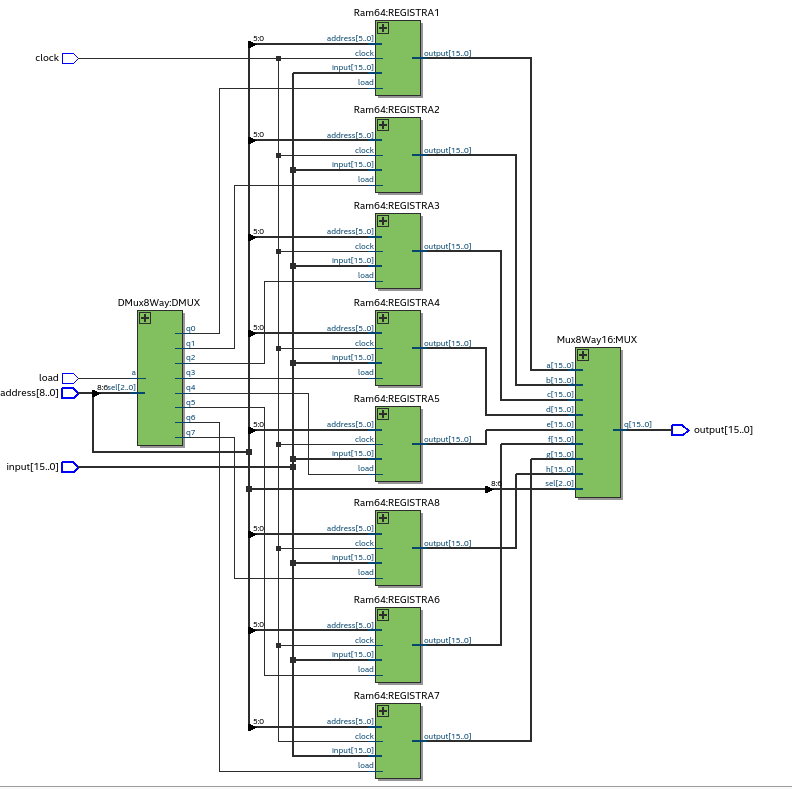 Ram64:REGISTRA1
5:0
address[5..0]
clock
input[15..0]
load
output[15..0]
clock
Ram64:REGISTRA2
5:0
address[5..0]
clock
input[15..0]
load
output[15..0]
Ram64:REGISTRA3
5:0
address[5..0]
clock
input[15..0]
load
output[15..0]
DMux8Way:DMUX
a
8:6
sel[2..0]
q0
q1
q2
q3
q4
q5
q6
q7
load
address[8..0]
input[15..0]
Ram64:REGISTRA4
5:0
address[5..0]
clock
input[15..0]
load
output[15..0]
Ram64:REGISTRA5
5:0
address[5..0]
clock
input[15..0]
load
output[15..0]
Mux8Way16:MUX
a[15..0]
b[15..0]
c[15..0]
d[15..0]
e[15..0]
f[15..0]
g[15..0]
h[15..0]
8:6
sel[2..0]
q[15..0]
output[15..0]
Ram64:REGISTRA8
5:0
address[5..0]
clock
input[15..0]
load
output[15..0]
Ram64:REGISTRA6
5:0
address[5..0]
clock
input[15..0]
load
output[15..0]
Ram64:REGISTRA7
5:0
address[5..0]
clock
input[15..0]
load
output[15..0]